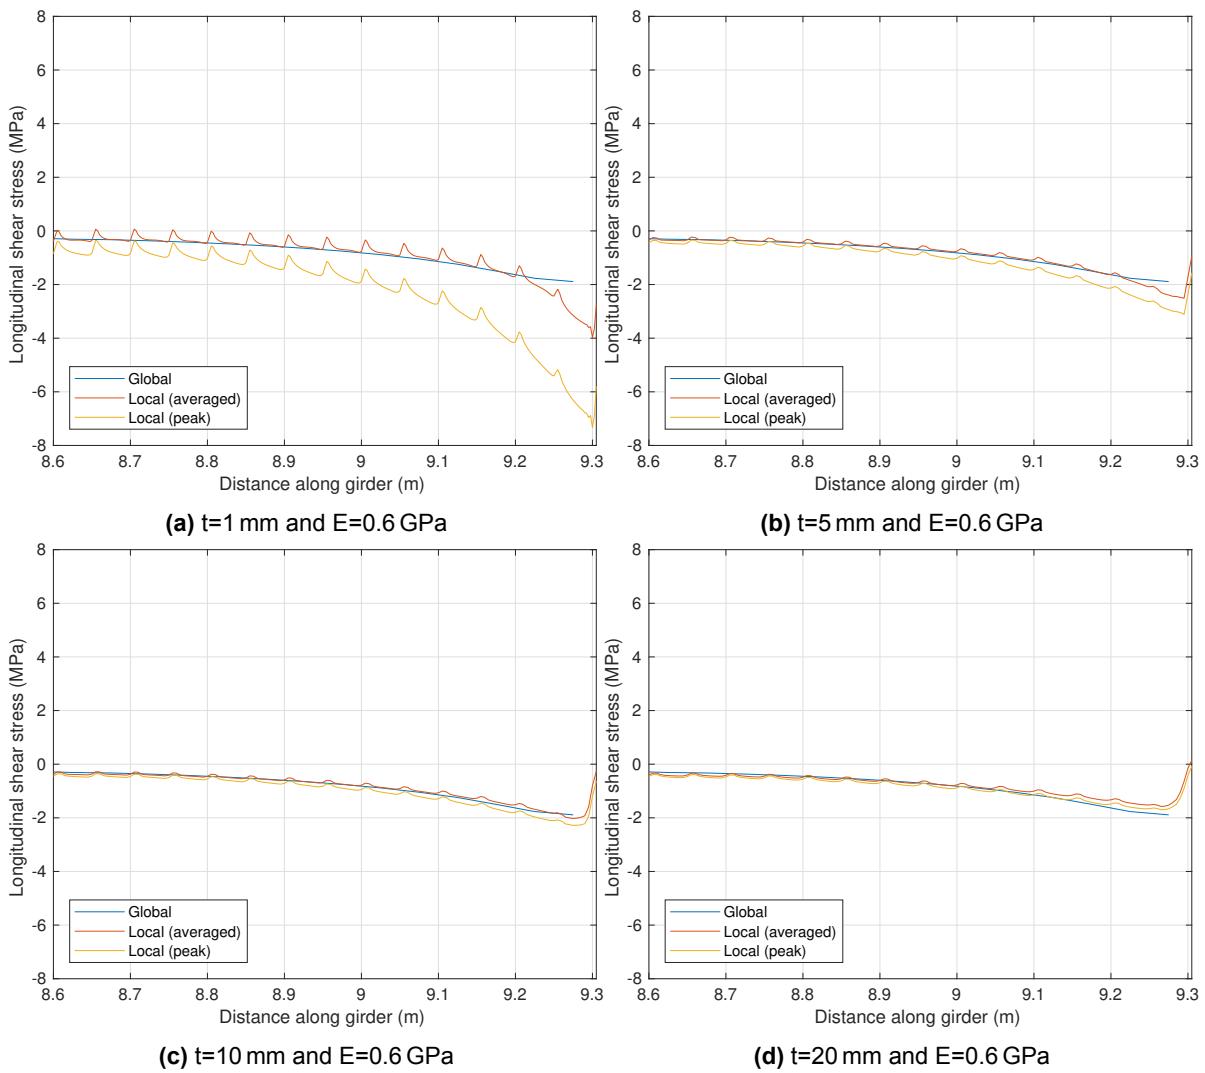 8
6
4
2
0
-2
-4
-6
-8
Longitudinal shear stress (MPa)
Global
Local (averaged)
Local (peak)
8.6 8.7 8.8 8.9 9 9.1 9.2 9.3
Distance along girder (m)
(a) t=1 mm and E=0.6 GPa
8
6
4
2
0
-2
-4
-6
-8
Longitudinal shear stress (MPa)
Global
Local (averaged)
Local (peak)
8.6 8.7 8.8 8.9 9 9.1 9.2 9.3
Distance along girder (m)
(b) t=5 mm and E=0.6 GPa
8
6
4
2
0
-2
-4
-6
-8
Longitudinal shear stress (MPa)
Global
Local (averaged)
Local (peak)
8.6 8.7 8.8 8.9 9 9.1 9.2 9.3
Distance along girder (m)
(c) t=10 mm and E=0.6 GPa
8
6
4
2
0
-2
-4
-6
-8
Longitudinal shear stress (MPa)
Global
Local (averaged)
Local (peak)
8.6 8.7 8.8 8.9 9 9.1 9.2 9.3
Distance along girder (m)
(d) t=20 mm and E=0.6 GPa